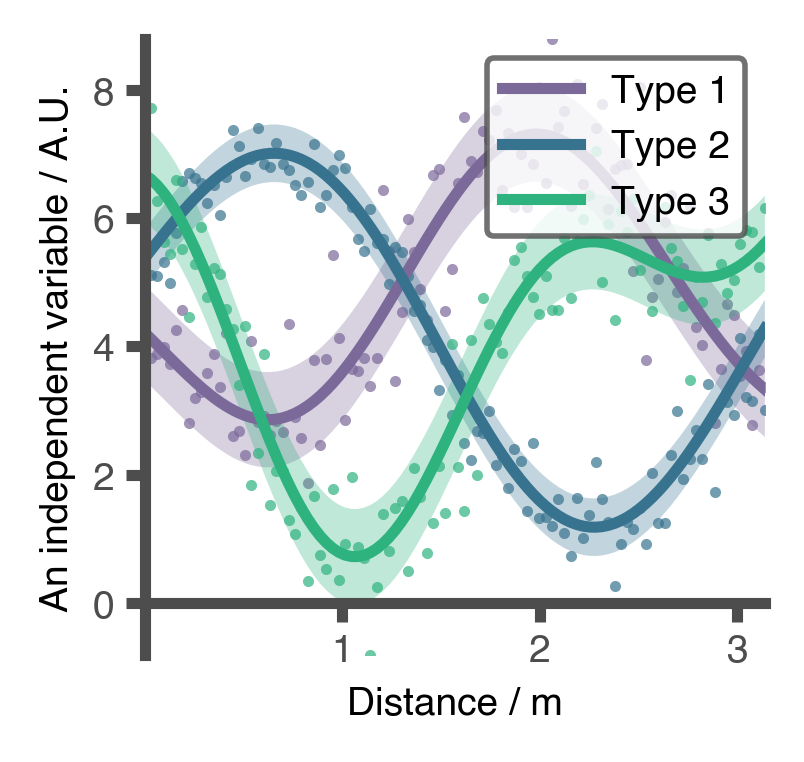 An independent variable / A.U.
8
6
4
2
0
Type 1
Type 2
Type 3
1 2 3
Distance / m